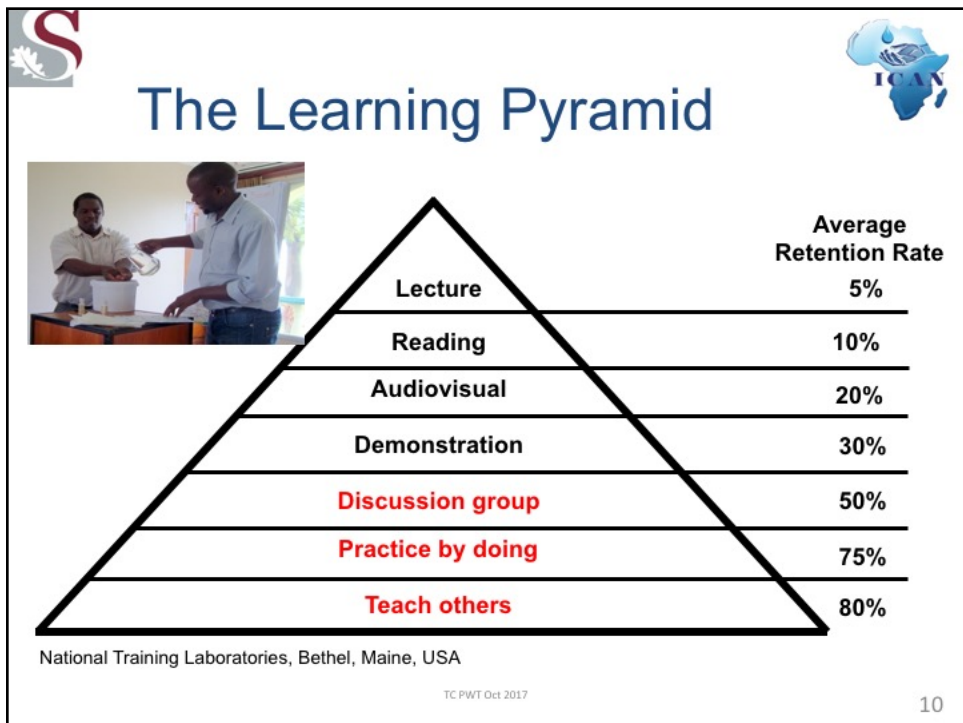 S
ICAN
The Learning Pyramid
Average
Retention Rate
Lecture 5%
Reading 10%
Audiovisual 20%
Demonstration 30%
Discussion group 50%
Practice by doing 75%
Teach others 80%
National Training Laboratories, Bethel, Maine, USA
TC PWT Oct 2017
10